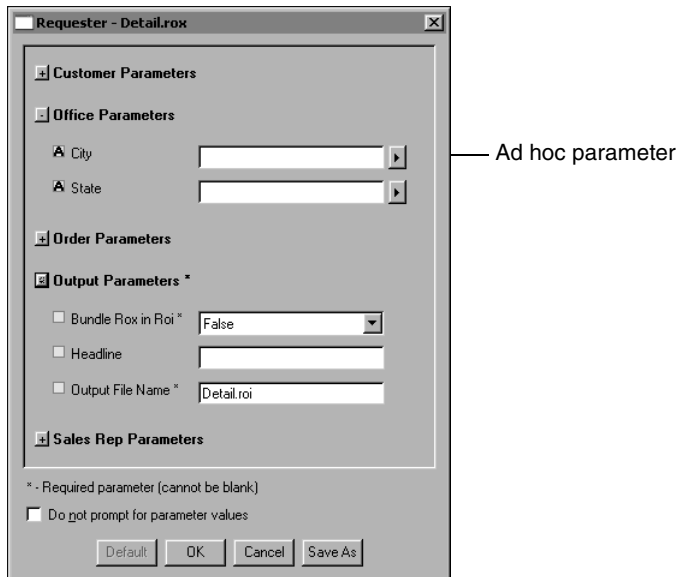 Requester - Detail.rox
Customer Parameters
Office Parameters
A City
Ad hoc parameter
A State
Order Parameters
Output Parameters *
Bundle Rox in Roi * False
Headline
Output File Name * Detail.roi
Sales Rep Parameters
* - Required parameter (cannot be blank)
Do not prompt for parameter values
Default OK Cancel Save As